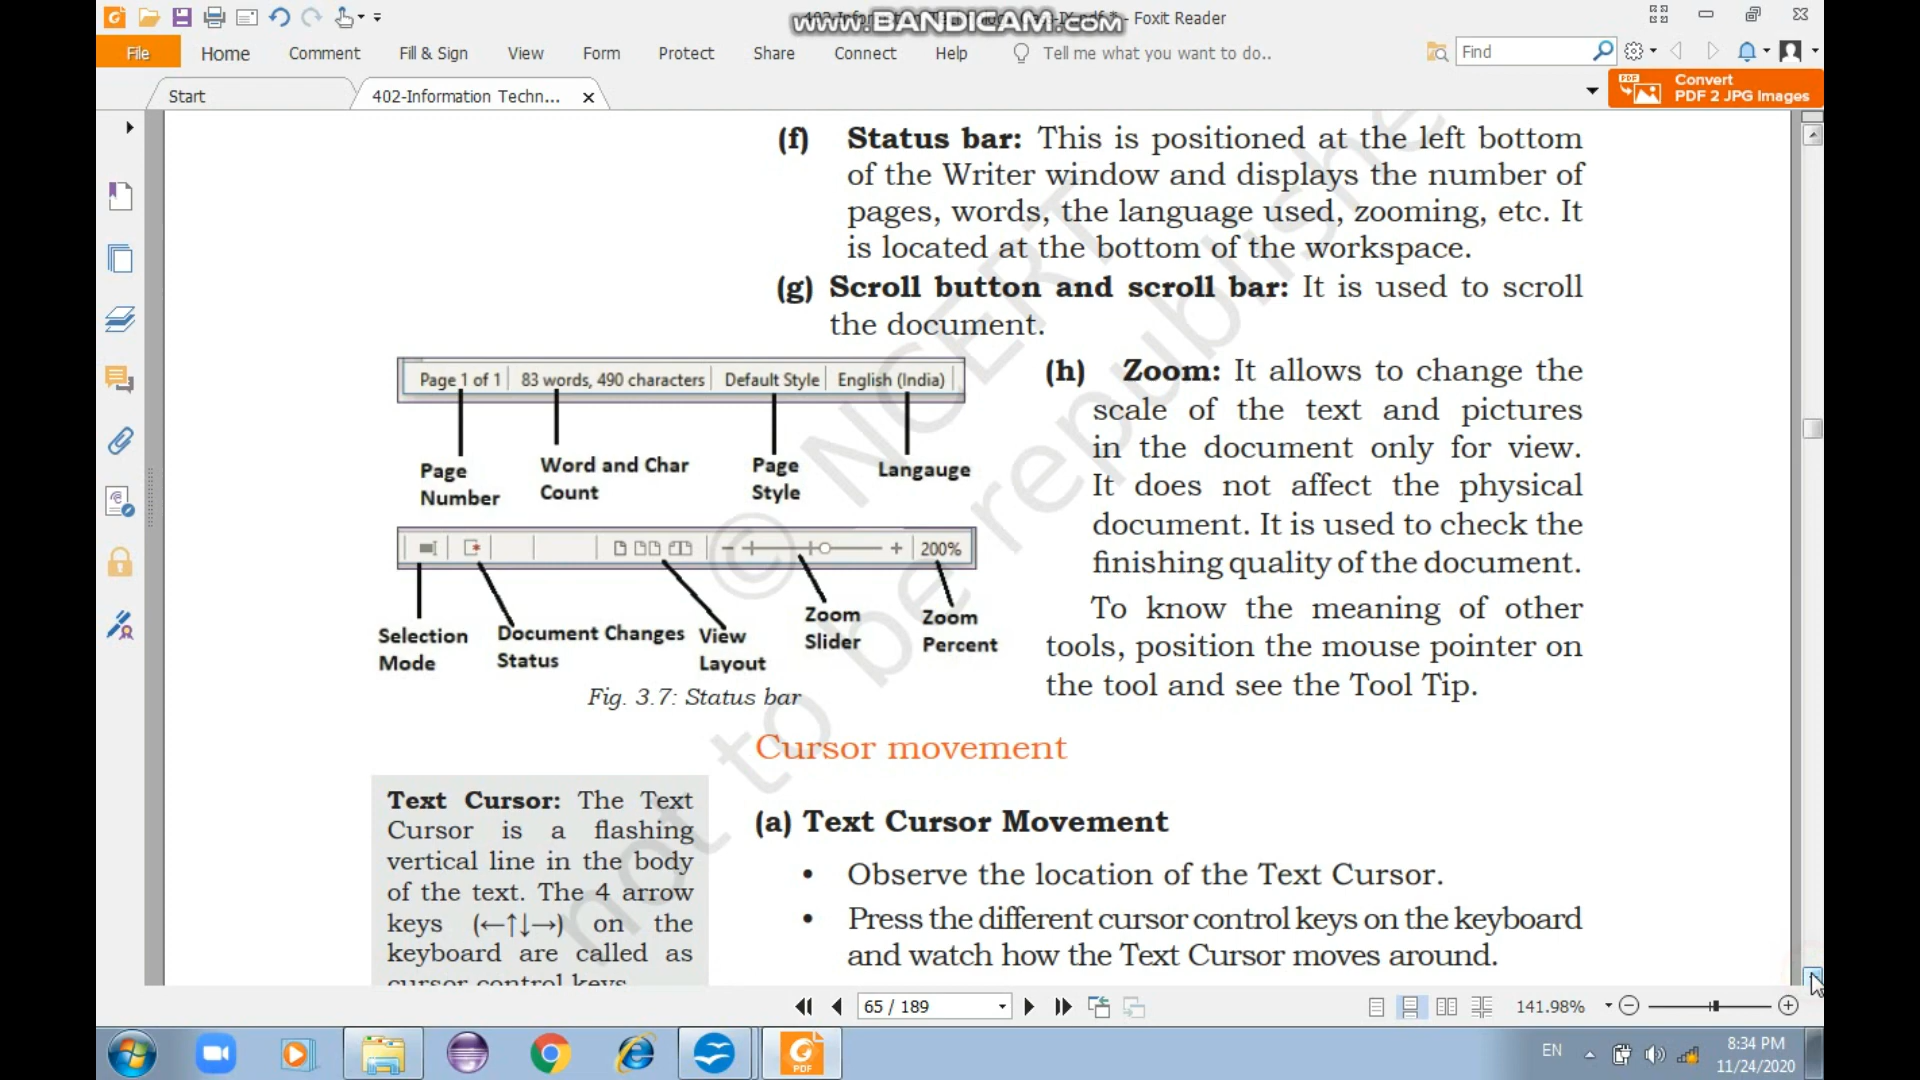 www.BANDICAM.com
- Foxit Reader
File Home Comment Fill & Sign View Form Protect Share Connect Help Tell me what you want to do.. Find
Start 402-Information Techn...
PDF Convert
PDF 2 JPG Images
(f) Status bar: This is positioned at the left bottom
of the Writer window and displays the number of
pages, words, the language used, zooming, etc. It
is located at the bottom of the workspace.
(g) Scroll button and scroll bar: It is used to scroll
the document.
Page 1 of 1 83 words, 490 characters Default Style English (India)
Page
Number
Word and Char
Count
Page
Style
Langauge
200%
Selection
Mode
Document Changes
Status
View
Layout
Zoom
Slider
Zoom
Percent
Fig. 3.7: Status bar
(h) Zoom: It allows to change the
scale of the text and pictures
in the document only for view.
It does not affect the physical
document. It is used to check the
finishing quality of the document.
To know the meaning of other
tools, position the mouse pointer on
the tool and see the Tool Tip.
Cursor movement
Text Cursor: The Text
Cursor is a flashing
vertical line in the body
of the text. The 4 arrow
keys (←↑↓→) on the
keyboard are called as
cursor control keys
(a) Text Cursor Movement
• Observe the location of the Text Cursor.
• Press the different cursor control keys on the keyboard
and watch how the Text Cursor moves around.
© NCERT
not to be republishe
65 / 189
141.98%
PDF
EN
8:34 PM
11/24/2020